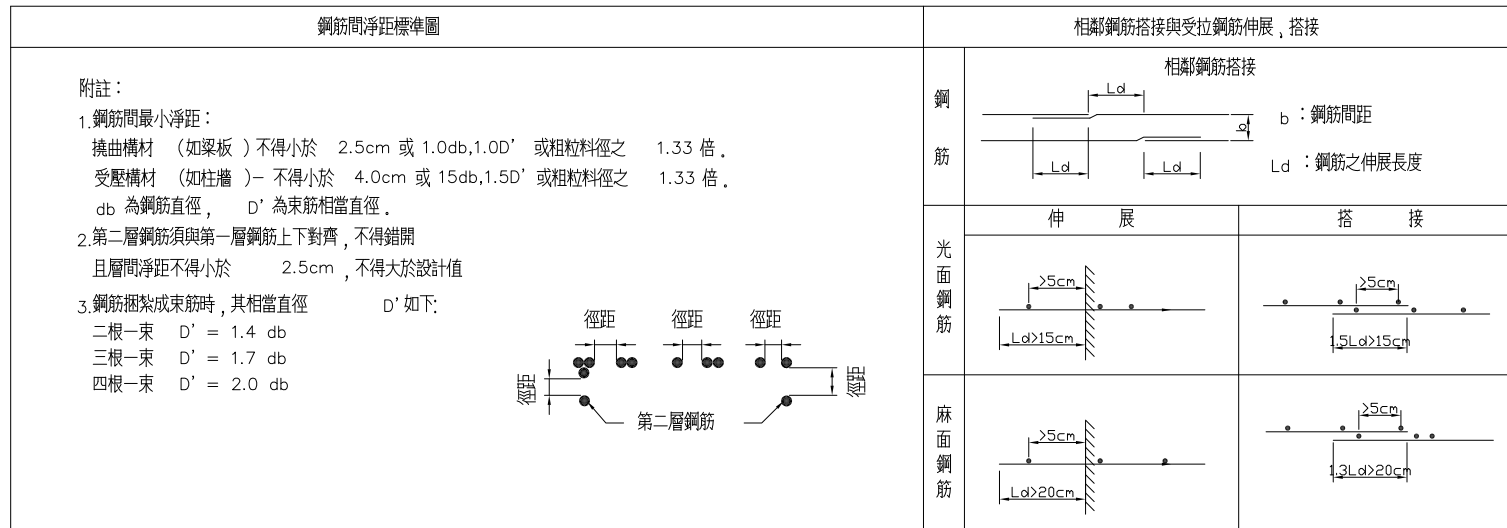 鋼筋間淨距標準圖
附註：
1.鋼筋間最小淨距：
撓曲構材 （如梁板 ）不得小於 2.5cm 或 1.0db,1.0D' 或粗粒料徑之 1.33 倍．
受壓構材 （如柱牆 ）- 不得小於 4.0cm 或 15db,1.5D' 或粗粒料徑之 1.33 倍．
db 為鋼筋直徑， D' 為束筋相當直徑．
2.第二層鋼筋須與第一層鋼筋上下對齊，不得錯開
且層間淨距不得小於 2.5cm ，不得大於設計值
3.鋼筋捆紮成束筋時，其相當直徑 D'如下:
二根一束 D' = 1.4 db
三根一束 D' = 1.7 db
四根一束 D' = 2.0 db
徑距 徑距 徑距
徑距
徑距
第二層鋼筋
相鄰鋼筋搭接與受拉鋼筋伸展﹑搭接
鋼筋
相鄰鋼筋搭接
Ld
b
Ld
Ld
b ：鋼筋間距
Ld ：鋼筋之伸展長度
伸 展
搭 接
光面鋼筋
>5cm
Ld>15cm
>5cm
1.5Ld>15cm
麻面鋼筋
>5cm
Ld>20cm
>5cm
1.3Ld>20cm